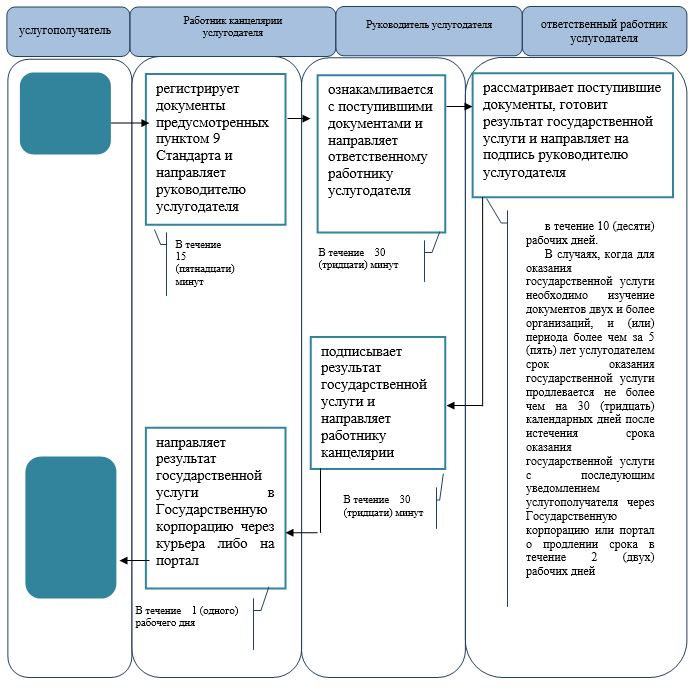 услугополучатель
Работник канцелярии
услугодателя
Руководитель услугодателя
ответственный работник
услугодателя
регистрирует
документы
предусмотренных
пунктом 9
Стандарта и
направляет
руководителю
услугодателя
ознакамливается
с поступившими
документами и
направляет
ответственному
работнику
услугодателя
рассматривает поступившие
документы, готовит
результат государственной
услуги и направляет на
подпись руководителю
услугодателя
В течение
15
(пятнадцати)
минут
В течение 30
(тридцати) минут
в течение 10 (десяти)
рабочих дней.
В случаях, когда для
оказания
государственной услуги
необходимо изучение
документов двух и более
организаций, и (или)
периода более чем за 5
(пять) лет услугодателем
срок оказания
государственной услуги
продлевается не более
чем на 30 (тридцать)
календарных дней после
истечения срока
оказания
государственной услуги
с последующим
уведомлением
услугополучателя через
Государственную
корпорацию или портал
о продлении срока в
течение 2 (двух)
рабочих дней
подписывает
результат
государственной
услуги и
направляет
работнику
канцелярии
В течение 30
(тридцати) минут
направляет
результат
государственной
услуги в
Государственную
корпорацию через
курьера либо на
портал
В течение 1 (одного)
рабочего дня